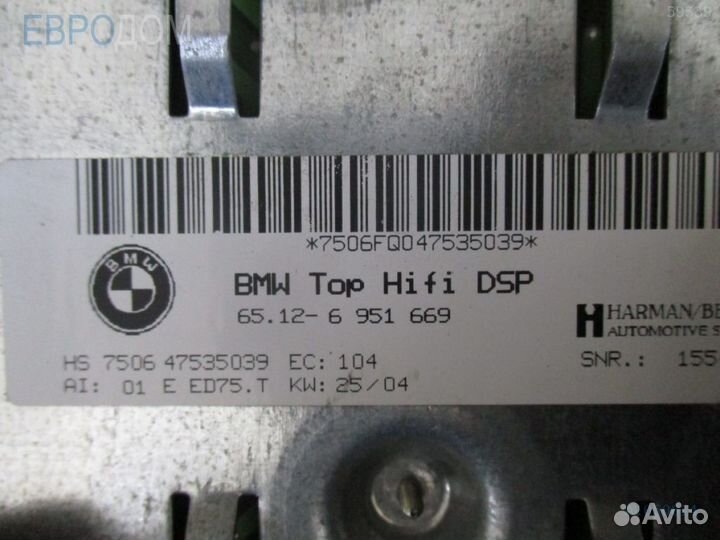 ЕВРОДОМ
*7506FQ047535039*
BMW
BMW Top Hifi DSP
65.12- 6 951 669
HARMAN/BE
AUTOMOTIVE S
HS 7506 47535039 EC: 104
SNR.: 155
AI: 01 E ED75.T KW: 25/04
Avito